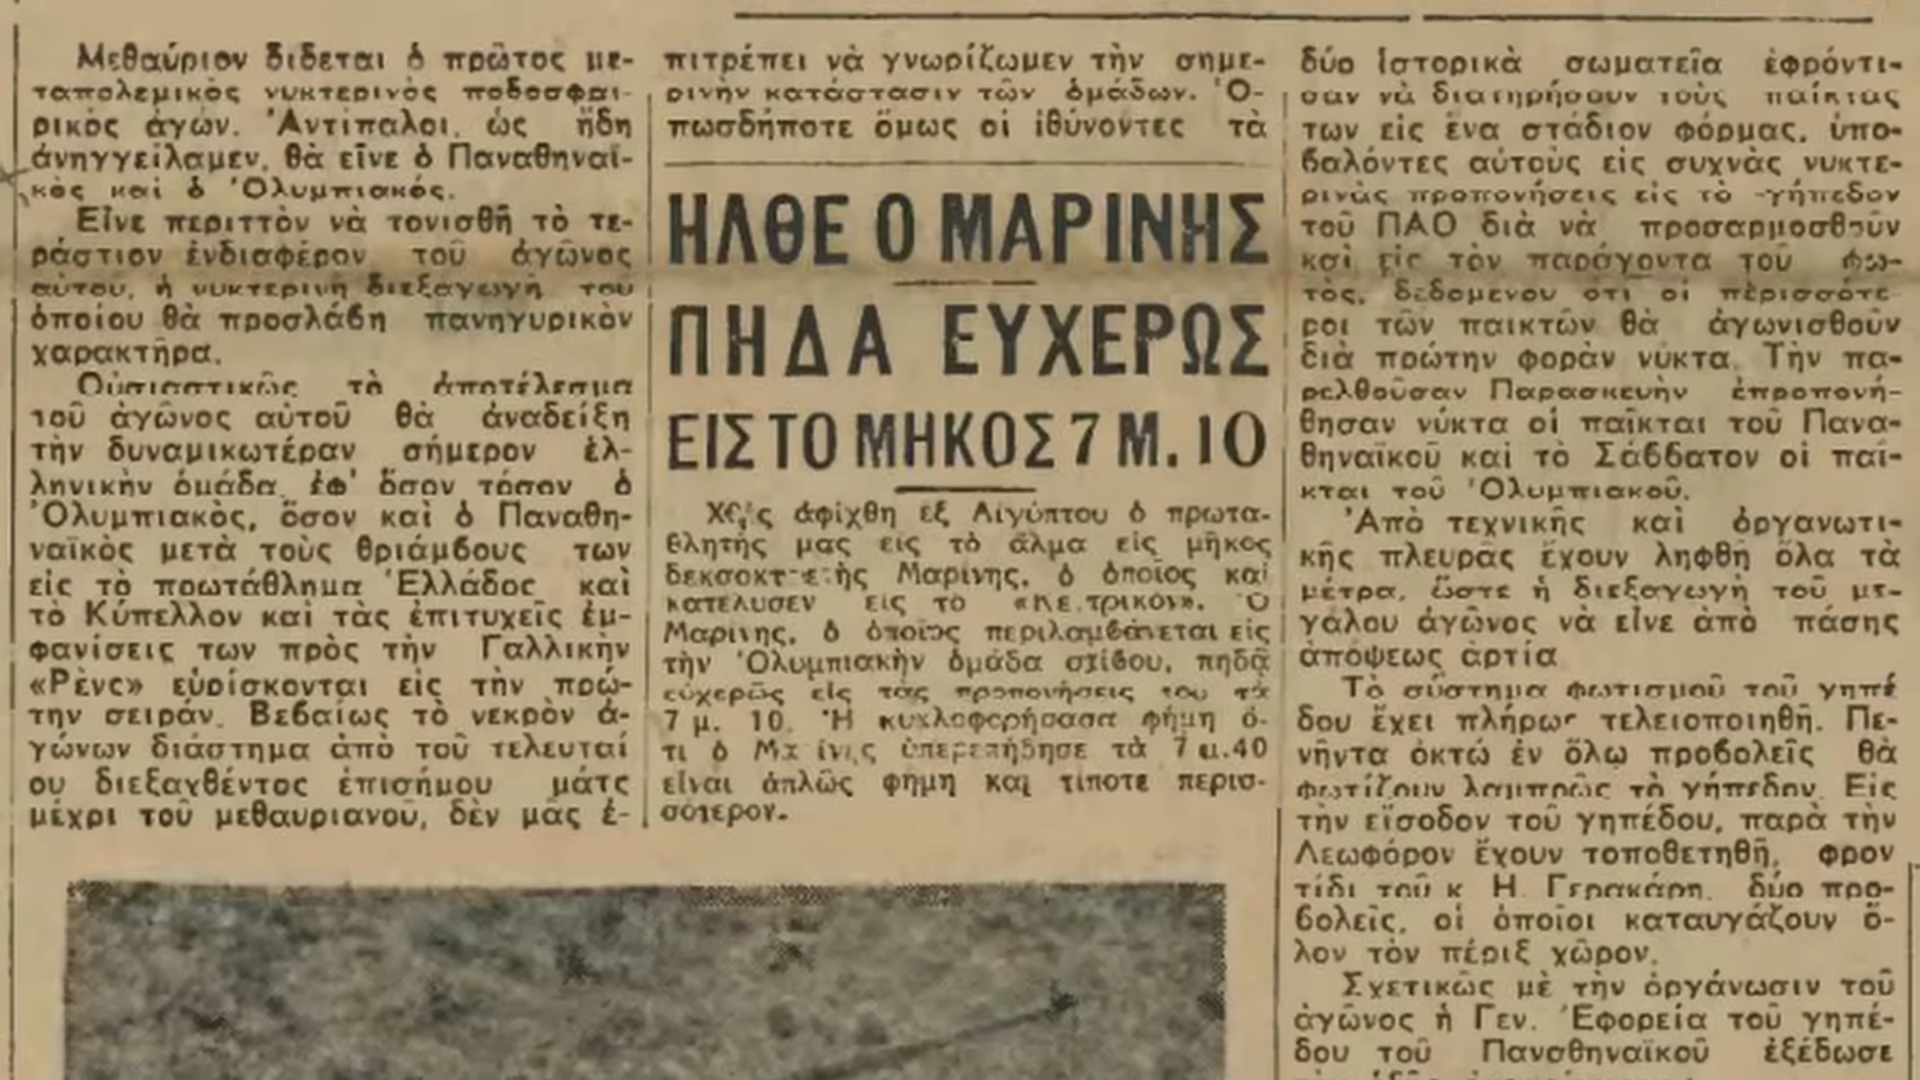 Μεθαύριον δίδεται ὁ πρῶτος με-
ταπολεμικὸς νυκτερινὸς ποδοσφαι-
ρικὸς ἀγών. Ἀντίπαλοι, ὡς ἤδη
ἀνηγγείλαμεν, θὰ εἶνε ὁ Παναθηναϊ-
κὸς καὶ ὁ Ὀλυμπιακός.
Εἶνε περιττὸν νὰ τονισθῆ τὸ τε-
ράστιον ἐνδιαφέρον τοῦ ἀγῶνος
αὐτοῦ, ἡ νυκτερινὴ διεξαγωγὴ τοῦ
ὁποίου θὰ προσλάβη πανηγυρικὸν
χαρακτῆρα.
Οὐσιαστικῶς τὸ ἀποτέλεσμα
τοῦ ἀγῶνος αὐτοῦ θὰ ἀναδείξη
τὴν δυναμικωτέραν σήμερον ἑλ-
ληνικὴν ὁμάδα, ἐφ' ὅσον τόσον ὁ
Ὀλυμπιακὸς, ὅσον καὶ ὁ Παναθη-
ναϊκὸς μετὰ τοὺς θριάμβους των
εἰς τὸ πρωτάθλημα Ἑλλάδος καὶ
τὸ Κύπελλον καὶ τὰς ἐπιτυχεῖς ἐμ-
φανίσεις των πρὸς τὴν Γαλλικὴν
«Ρὲνς» εὑρίσκονται εἰς τὴν πρώ-
την σειράν. Βεβαίως τὸ νεκρὸν ἀ-
γώνων διάστημα ἀπὸ τοῦ τελευταί
ου διεξαχθέντος ἐπισήμου μάτς
μέχρι τοῦ μεθαυριανοῦ, δὲν μᾶς ἐ-
πιτρέπει νὰ γνωρίζωμεν τὴν σημε-
ρινὴν κατάστασιν τῶν ὁμάδων. Ὁ-
πωσδήποτε ὅμως οἱ ἰθύνοντες τὰ
ΗΛΘΕ Ο ΜΑΡΙΝΗΣ
ΠΗΔΑ ΕΥΧΕΡΩΣ
ΕΙΣ ΤΟ ΜΗΚΟΣ 7 Μ. 10
ἀφίχθη ἐξ Αἰγύπτου ὁ πρωτα-
θλητής μας εἰς τὸ ἅλμα εἰς μῆκος
Μαρίνης, ὁ ὁποῖος καὶ
κατέλυσεν εἰς τὸ Ὁ
Μαρίνης, ὁ ὁποῖος περιλαμβάνεται εἰς
τὴν Ὀλυμπιακὴν ὁμάδα στίβου, πηδᾶ
εὐχερῶς εἰς τὰς προπονήσεις του τὰ
7 μ. 10. Ἡ κυκλοφορήσασα φήμη ὅ-
τι ὁ ὑπερεπήδησε τὰ 7 μ.40
εἶναι ἁπλῶς φήμη καὶ τίποτε περισ-
σότερον.
δύο ἱστορικὰ σωματεῖα ἐφρόντι-
σαν νὰ διατηρήσουν τοὺς παίκτας
των εἰς ἕνα στάδιον φόρμας, ὑπο-
βαλόντες αὐτοὺς εἰς συχνὰς νυκτε-
ρινὰς προπονήσεις εἰς τὸ γήπεδον
τοῦ ΠΑΟ διὰ νὰ προσαρμοσθοῦν
καὶ εἰς τὸν παράγοντα τοῦ φω-
τὸς, δεδομένου ὅτι οἱ περισσότε
ροι τῶν παικτῶν θὰ ἀγωνισθοῦν
διὰ πρώτην φορὰν νύκτα. Τὴν πα-
ρελθοῦσαν Παρασκευὴν ἐπροπονή-
θησαν νύκτα οἱ παῖκται τοῦ Πανα-
θηναϊκοῦ καὶ τὸ Σάββατον οἱ παῖ-
κται τοῦ Ὀλυμπιακοῦ.
Ἀπὸ τεχνικῆς καὶ ὀργανωτι-
κῆς πλευρᾶς ἔχουν ληφθῆ ὅλα τὰ
μέτρα, ὥστε ἡ διεξαγωγὴ τοῦ με-
γάλου ἀγῶνος νὰ εἶνε ἀπὸ πάσης
ἀπόψεως ἀρτία
Τὸ σύστημα φωτισμοῦ τοῦ γηπέ
δου ἔχει πλήρως τελειοποιηθῆ. Πε-
νῆντα ὀκτώ ἐν ὅλῳ προβολεῖς θὰ
φωτίζουν λαμπρῶς τὸ γήπεδον. Εἰς
τὴν εἴσοδον τοῦ γηπέδου, παρὰ τὴν
Λεωφόρον ἔχουν τοποθετηθῆ, φρον
τίδι τοῦ κ. Η. Γερακάρη, δύο προ-
βολεῖς, οἱ ὁποῖοι καταυγάζουν ὅ-
λον τὸν πέριξ χῶρον.
Σχετικῶς μὲ τὴν ὀργάνωσιν τοῦ
ἀγῶνος ἡ Γεν. Ἐφορεία τοῦ γηπέ-
δου τοῦ Παναθηναϊκοῦ ἐξέδωσε